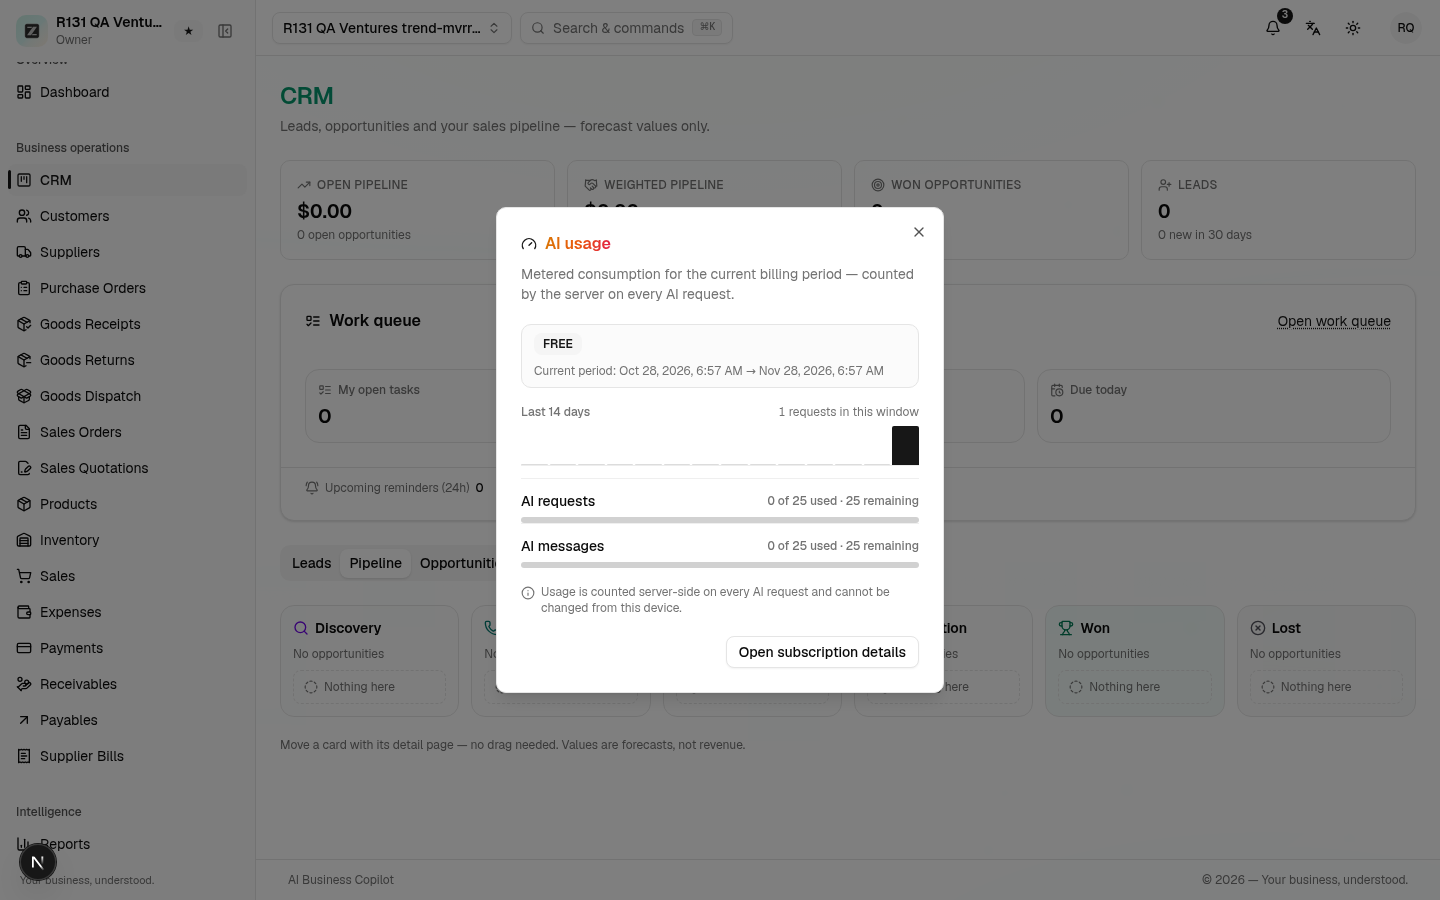 R131 QA Ventu...
Owner
R131 QA Ventures trend-mvrr...
Search & commands
⌘K
3
RQ
Overview
Dashboard
Business operations
CRM
Customers
Suppliers
Purchase Orders
Goods Receipts
Goods Returns
Goods Dispatch
Sales Orders
Sales Quotations
Products
Inventory
Sales
Expenses
Payments
Receivables
Payables
Supplier Bills
Intelligence
Reports
Your business, understood.
CRM
Leads, opportunities and your sales pipeline — forecast values only.
OPEN PIPELINE
$0.00
0 open opportunities
WEIGHTED PIPELINE
WON OPPORTUNITIES
LEADS
0
0 new in 30 days
Work queue
Open work queue
My open tasks
0
Due today
0
Upcoming reminders (24h) 0
Leads
Pipeline
Discovery
No opportunities
Nothing here
Won
No opportunities
Nothing here
Lost
No opportunities
Nothing here
Move a card with its detail page — no drag needed. Values are forecasts, not revenue.
AI usage
Metered consumption for the current billing period — counted
by the server on every AI request.
FREE
Current period: Oct 28, 2026, 6:57 AM → Nov 28, 2026, 6:57 AM
Last 14 days
1 requests in this window
AI requests
0 of 25 used · 25 remaining
AI messages
0 of 25 used · 25 remaining
Usage is counted server-side on every AI request and cannot be
changed from this device.
Open subscription details
AI Business Copilot
© 2026 — Your business, understood.